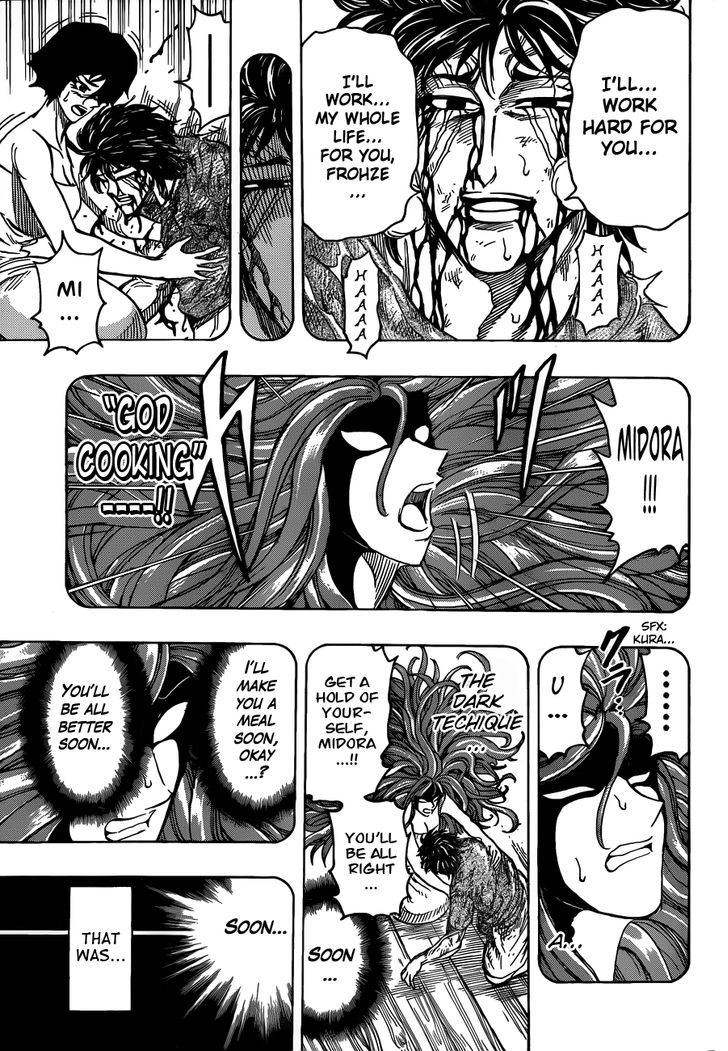 I'LL...
WORK
HARD FOR
YOU...
HAAAA
I'LL
WORK...
MY WHOLE
LIFE...
FOR YOU,
FROHZE
...
HAAAA
I
MI
...
MIDORA
!!!
"GOD
COOKING"
----!!
SFX:
KURA...
......
U
...
A...
THE
DARK
TECHIQUE
...
GET A
HOLD OF
YOUR-
SELF,
MIDORA
...!!
YOU'LL
BE ALL
RIGHT
...
I'LL
MAKE
YOU A
MEAL
SOON,
OKAY
...?
YOU'LL
BE ALL
BETTER
SOON...
SOON
...
SOON...
THAT
WAS...